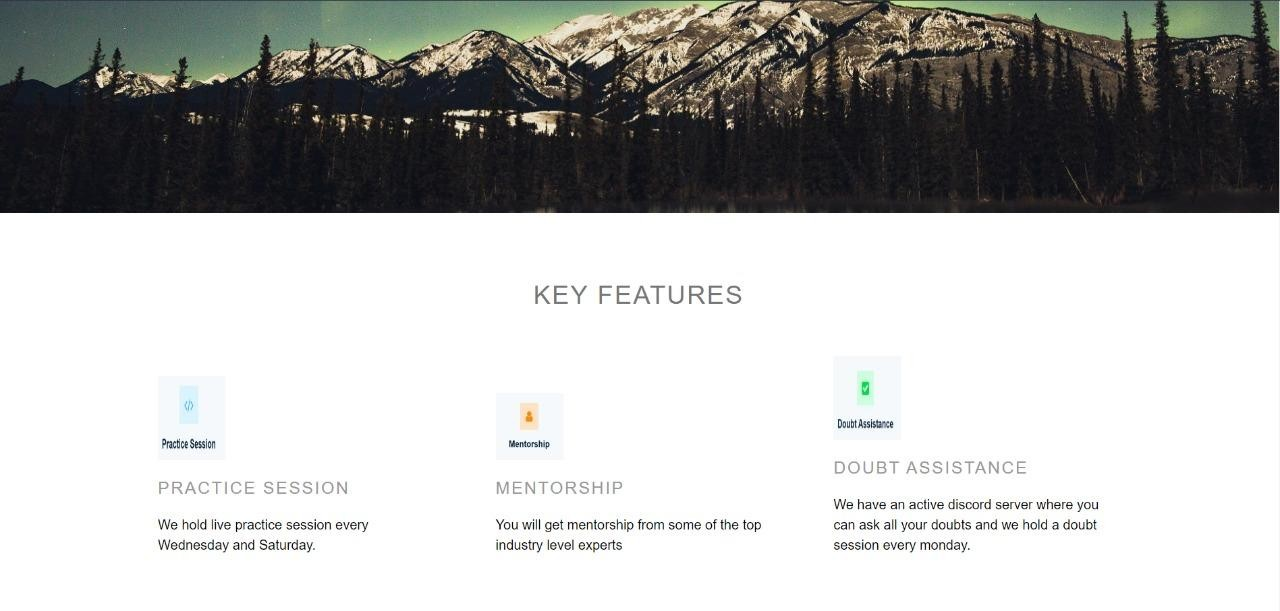 KEY FEATURES
Practice Session
PRACTICE SESSION
We hold live practice session every
Wednesday and Saturday.
Mentorship
MENTORSHIP
You will get mentorship from some of the top
industry level experts
Doubt Assistance
DOUBT ASSISTANCE
We have an active discord server where you
can ask all your doubts and we hold a doubt
session every monday.